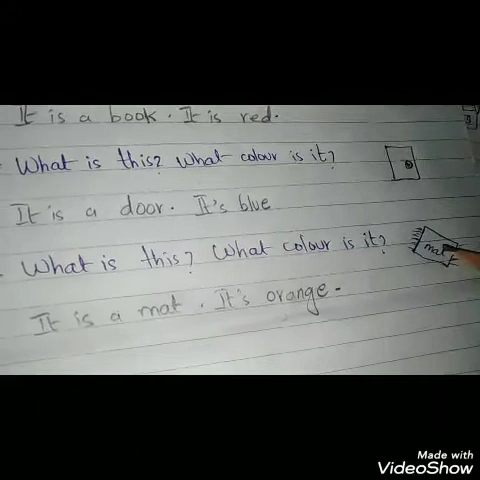 It is a book. It is red.
What is this? What colour is it?
It is a door. It's blue
What is this? What colour is it?
mat
It is a mat. It's orange.
Made with
VideoShow